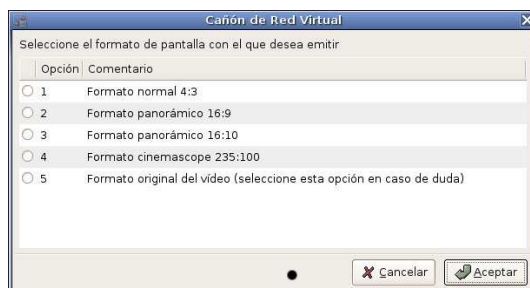 Cañón de Red Virtual
Seleccione el formato de pantalla con el que desea emitir
Opción Comentario
1 Formato normal 4:3
2 Formato panorámico 16:9
3 Formato panorámico 16:10
4 Formato cinemascope 235:100
5 Formato original del vídeo (seleccione esta opción en caso de duda)
Cancelar Aceptar